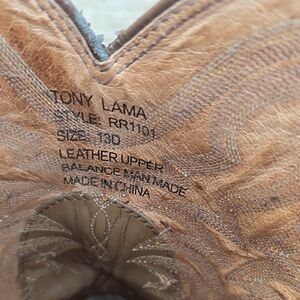 TONY LAMA
STYLE: RR1101
SIZE: 13D
LEATHER UPPER
BALANCE MAN MADE
MADE IN CHINA